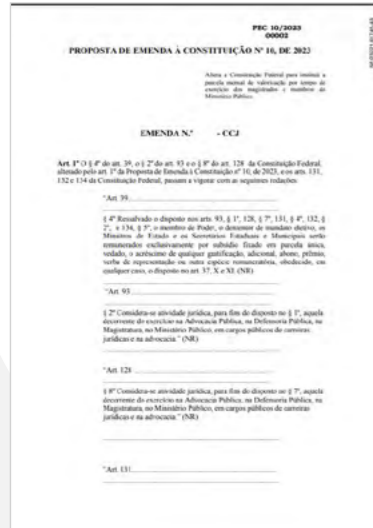 PEC 10/2023
00002
PROPOSTA DE EMENDA À CONSTITUIÇÃO Nº 10, DE 2023
Altera a Constituição Federal para instituir a
parcela mensal de valorização por tempo de
exercício dos magistrados e membros do
Ministério Público.
EMENDA N.º - CCJ
Art. 1º O § 4º do art. 39, o § 2º do art. 93 e o § 8º do art. 128 da Constituição Federal,
alterado pelo art. 1º da Proposta de Emenda à Constituição nº 10, de 2023, e os arts. 131,
132 e 134 da Constituição Federal, passam a vigorar com as seguintes redações:
"Art. 39
§ 4º Ressalvado o disposto nos arts. 93, § 1º, 128, § 7º, 131, § 4º, 132, §
2º, a 134, § 5º, o membro de Poder, o detentor de mandato eletivo, os
Ministros de Estado e os Secretários Estaduais e Municipais serão
remunerados exclusivamente por subsídio fixado em parcela única,
vedado, o acréscimo de qualquer gratificação, adicional, abono, prêmio,
verba de representação ou outra espécie remuneratória, obedecido, em
qualquer caso, o disposto no art. 37, X e XI. (NR)
"Art. 93
§ 2º Considera-se atividade jurídica, para fim do disposto no § 1º, aquela
decorrente do exercício na Advocacia Pública, na Defensoria Pública, na
Magistratura, no Ministério Público, em cargos públicos de carreiras
jurídicas e na advocacia." (NR)
"Art. 128
§ 8º Considera-se atividade jurídica, para fim do disposto no § 7º, aquela
decorrente do exercício na Advocacia Pública, na Defensoria Pública, na
Magistratura, no Ministério Público, em cargos públicos de carreiras
jurídicas e na advocacia." (NR)
"Art. 131